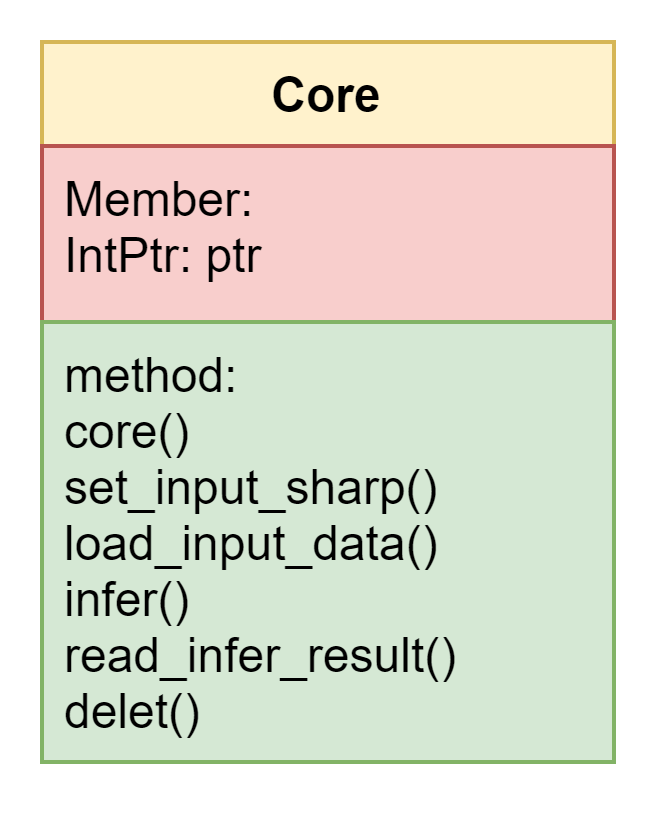 Core
Member:
IntPtr: ptr
method:
core()
set_input_sharp()
load_input_data()
infer()
read_infer_result()
delet()